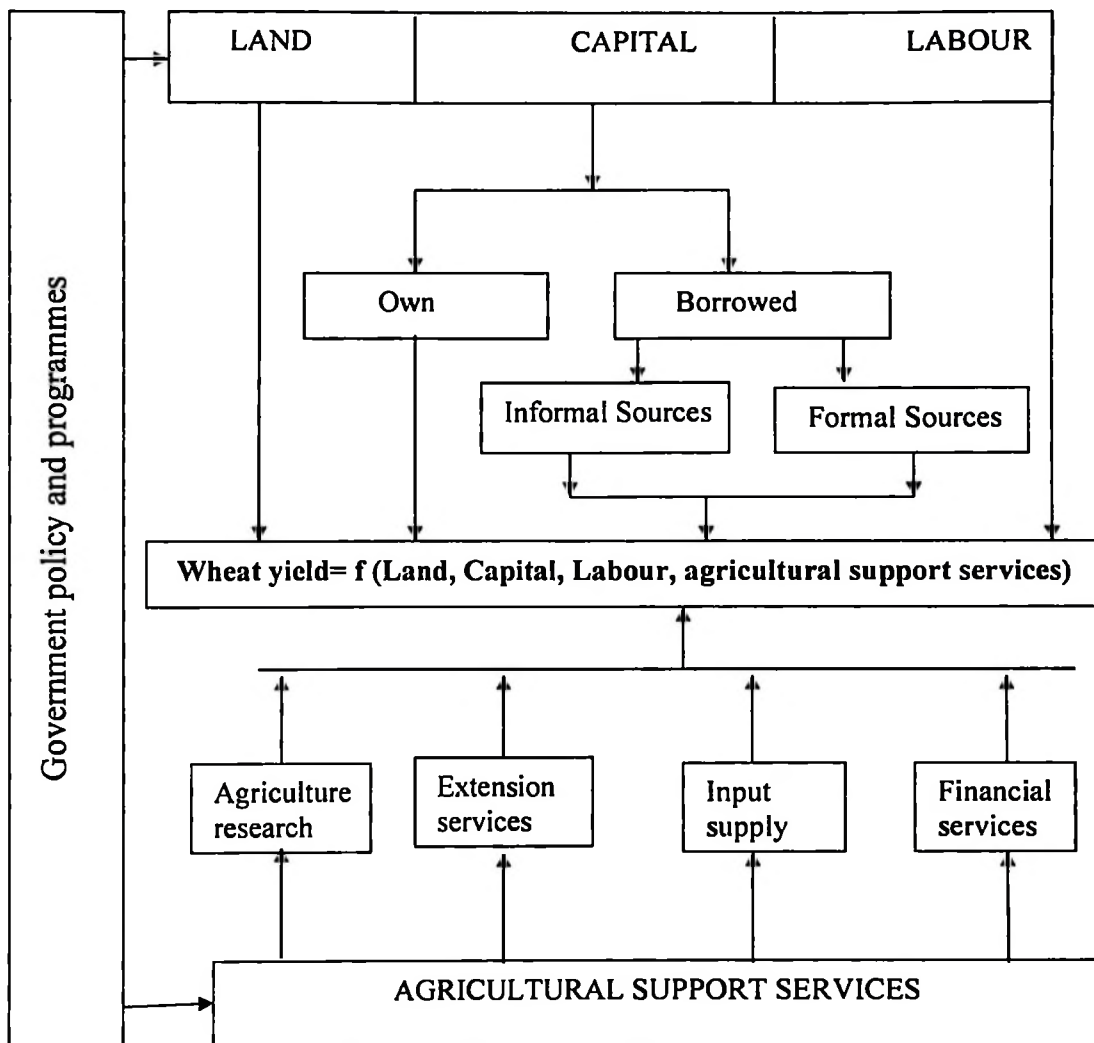 LAND
CAPITAL
LABOUR
Government policy and programmes
Own
Borrowed
Informal Sources
Formal Sources
Wheat yield= f (Land, Capital, Labour, agricultural support services)
Agriculture
research
Extension
services
Input
supply
Financial
services
AGRICULTURAL SUPPORT SERVICES